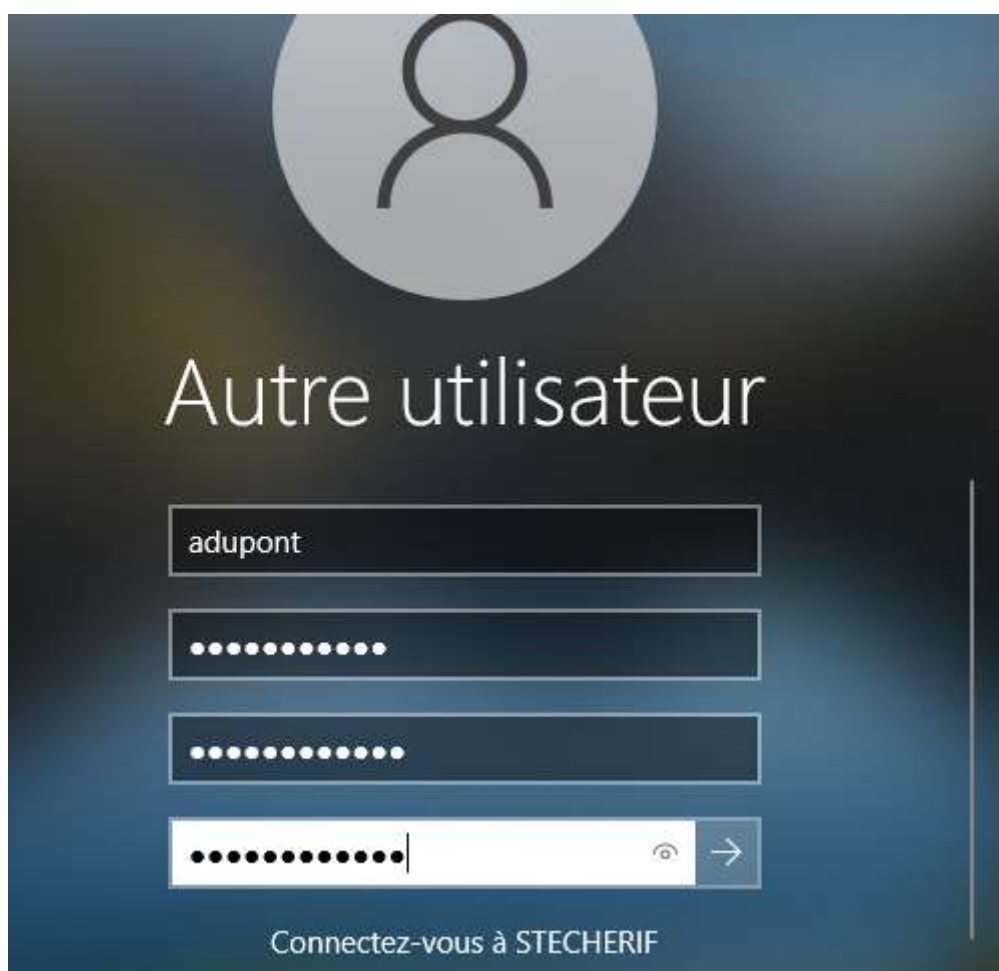 Autre utilisateur
adupont
●●●●●●●●●●●
●●●●●●●●●●●●
●●●●●●●●●●●●
Connectez-vous à STECHERIF